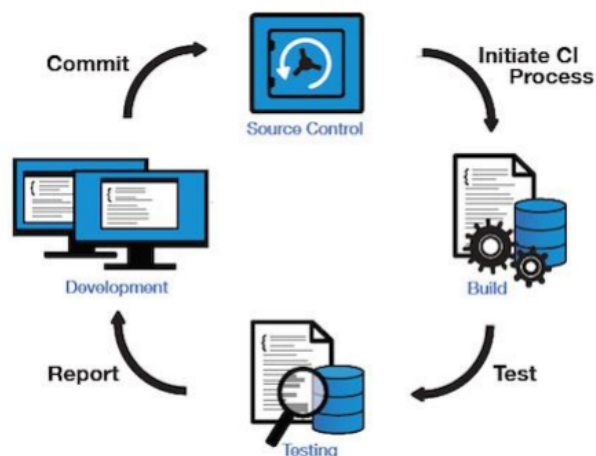 Commit
Initiate CI
Process
Source Control
Development
Build
Report
Test
Testing